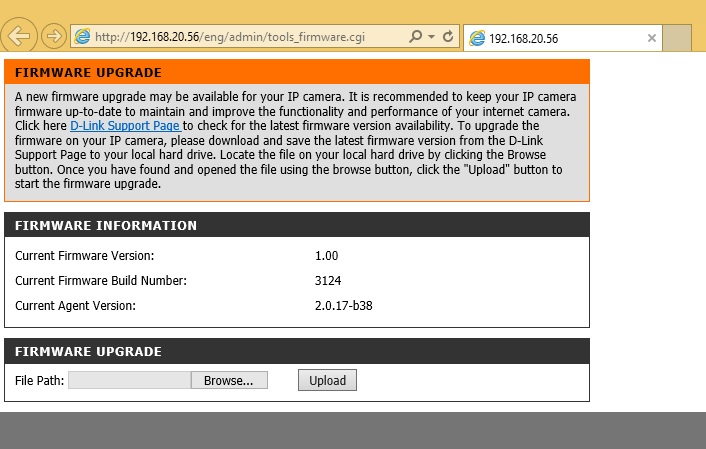 http://192.168.20.56/eng/admin/tools_firmware.cgi
192.168.20.56
FIRMWARE UPGRADE
A new firmware upgrade may be available for your IP camera. It is recommended to keep your IP camera
firmware up-to-date to maintain and improve the functionality and performance of your internet camera.
Click here D-Link Support Page to check for the latest firmware version availability. To upgrade the
firmware on your IP camera, please download and save the latest firmware version from the D-Link
Support Page to your local hard drive. Locate the file on your local hard drive by clicking the Browse
button. Once you have found and opened the file using the browse button, click the "Upload" button to
start the firmware upgrade.
FIRMWARE INFORMATION
Current Firmware Version: 1.00
Current Firmware Build Number: 3124
Current Agent Version: 2.0.17-b38
FIRMWARE UPGRADE
File Path: Browse... Upload